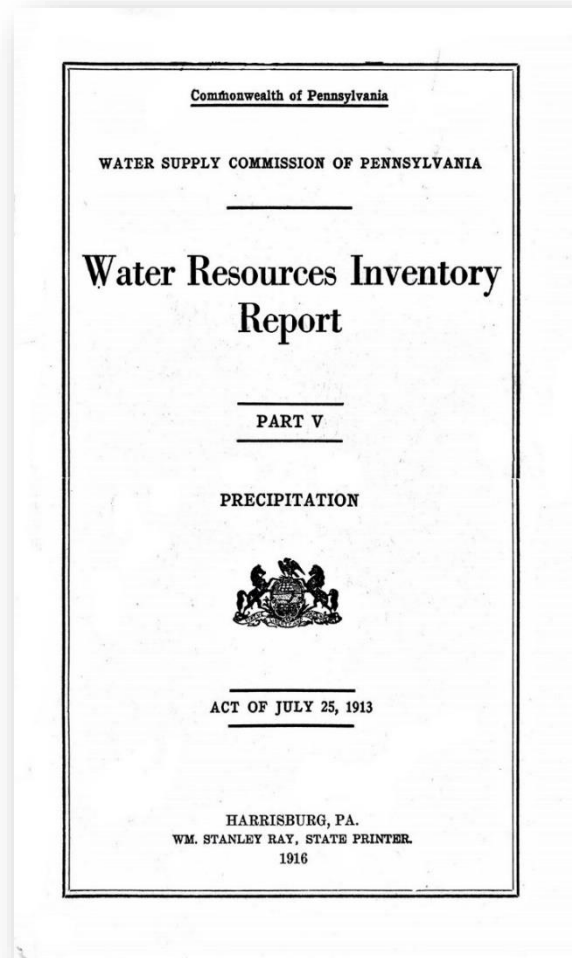 Commonwealth of Pennsylvania
WATER SUPPLY COMMISSION OF PENNSYLVANIA
Water Resources Inventory
Report
PART V
PRECIPITATION
ACT OF JULY 25, 1913
HARRISBURG, PA.
WM. STANLEY RAY, STATE PRINTER.
1916